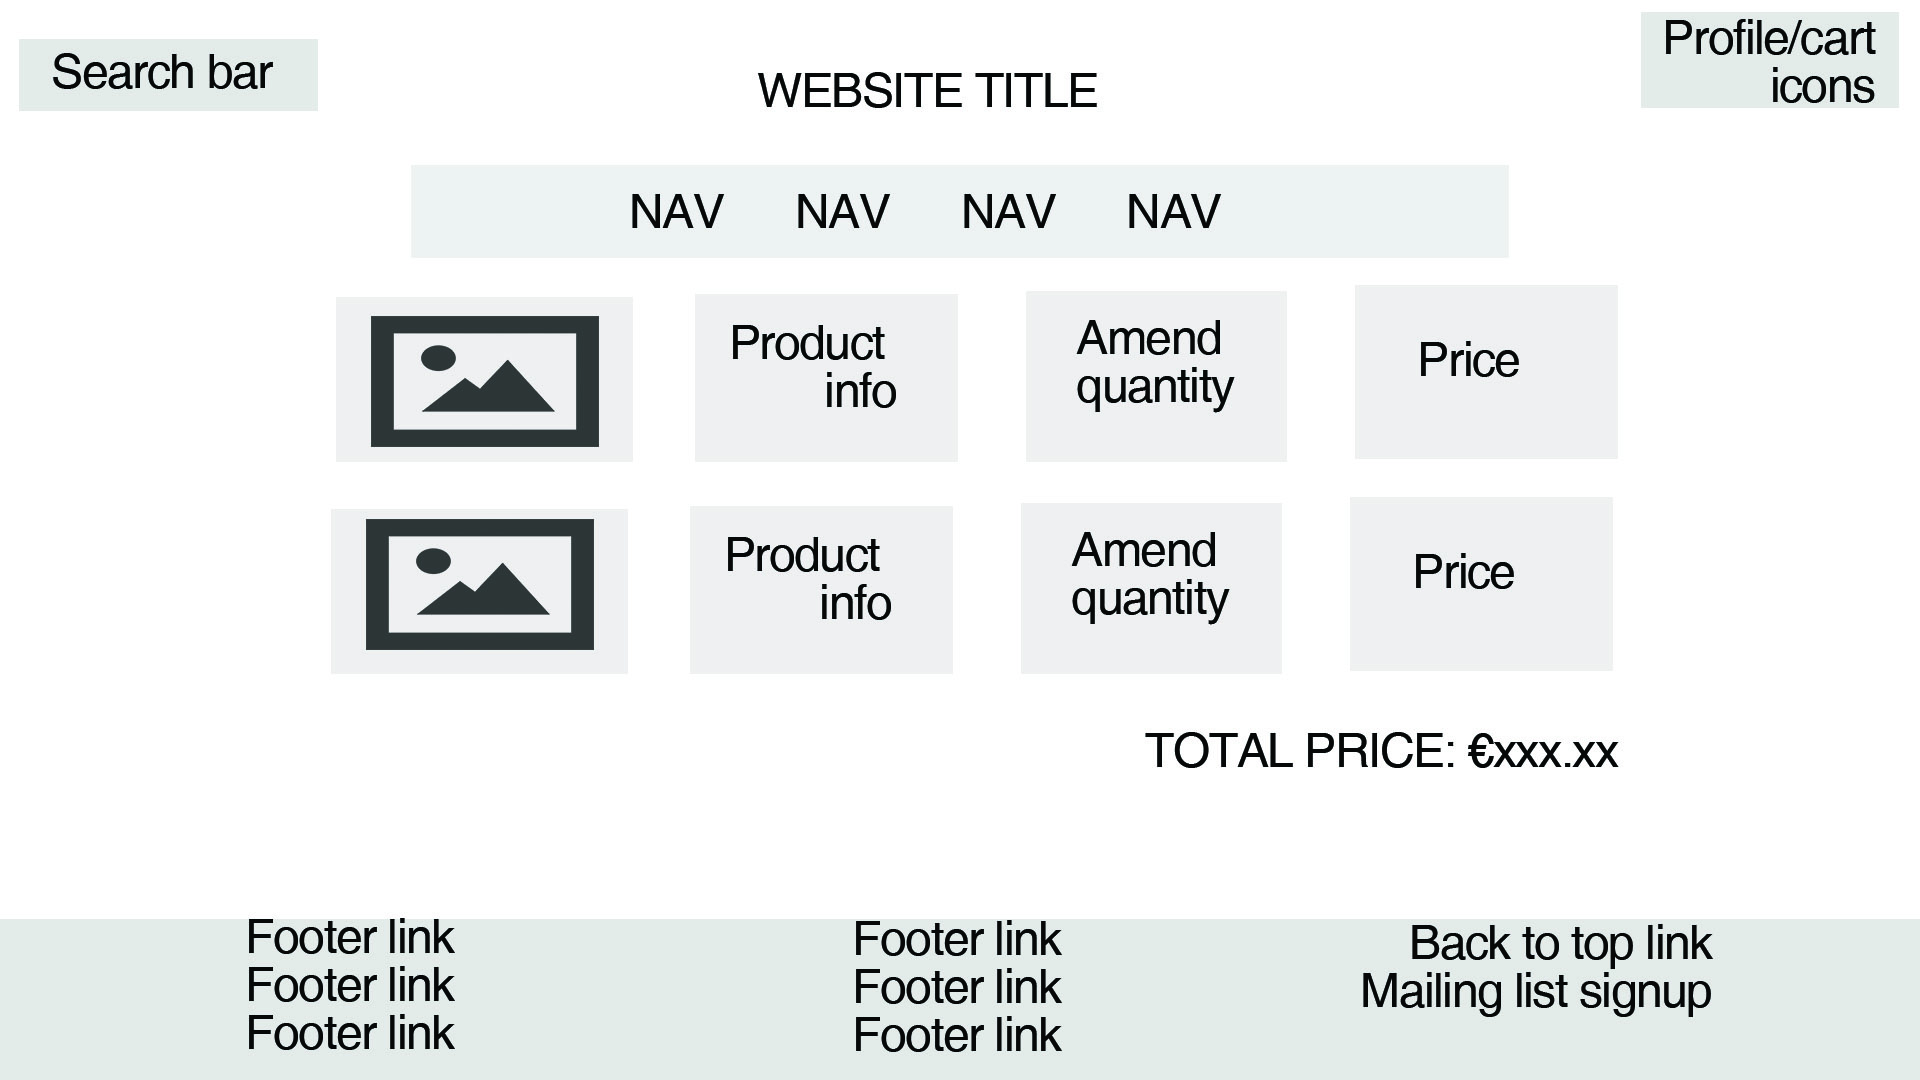 Search bar
WEBSITE TITLE
Profile/cart
icons
NAV NAV NAV NAV
Product
info
Amend
quantity
Price
Product
info
Amend
quantity
Price
TOTAL PRICE: €xxx.xx
Footer link
Footer link
Footer link
Footer link
Footer link
Footer link
Back to top link
Mailing list signup